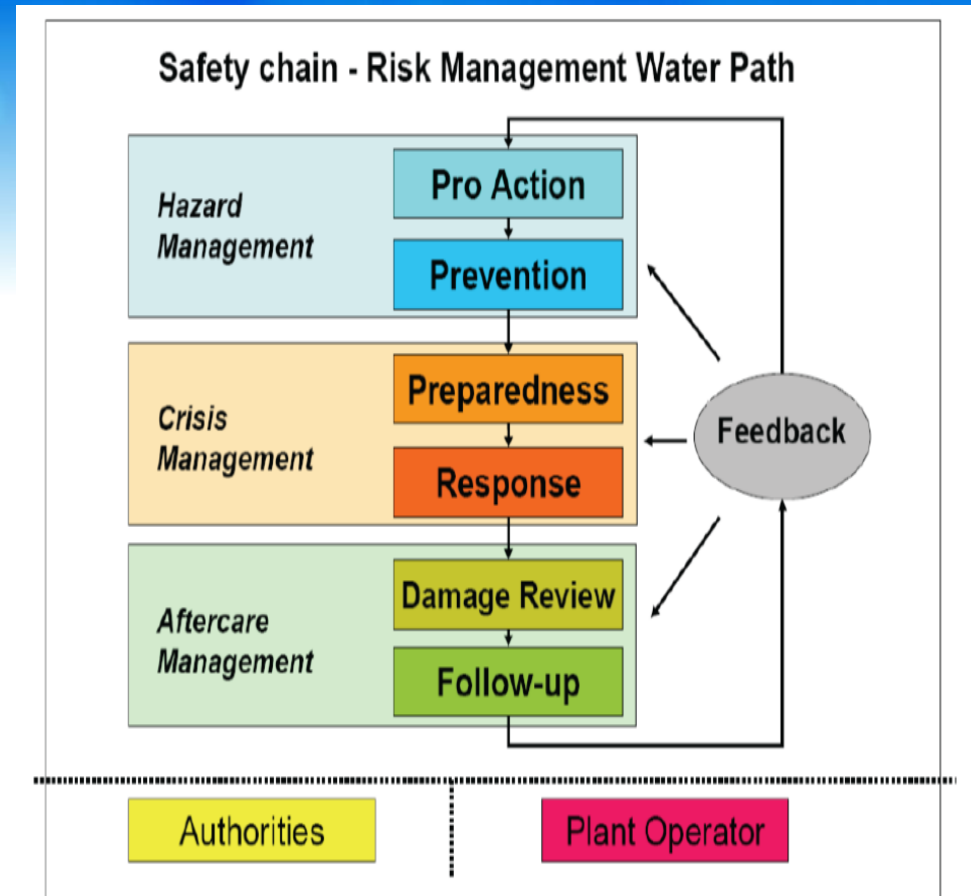 Safety chain - Risk Management Water Path
Hazard
Management
Pro Action
Prevention
Crisis
Management
Preparedness
Response
Feedback
Aftercare
Management
Damage Review
Follow-up
Authorities
Plant Operator